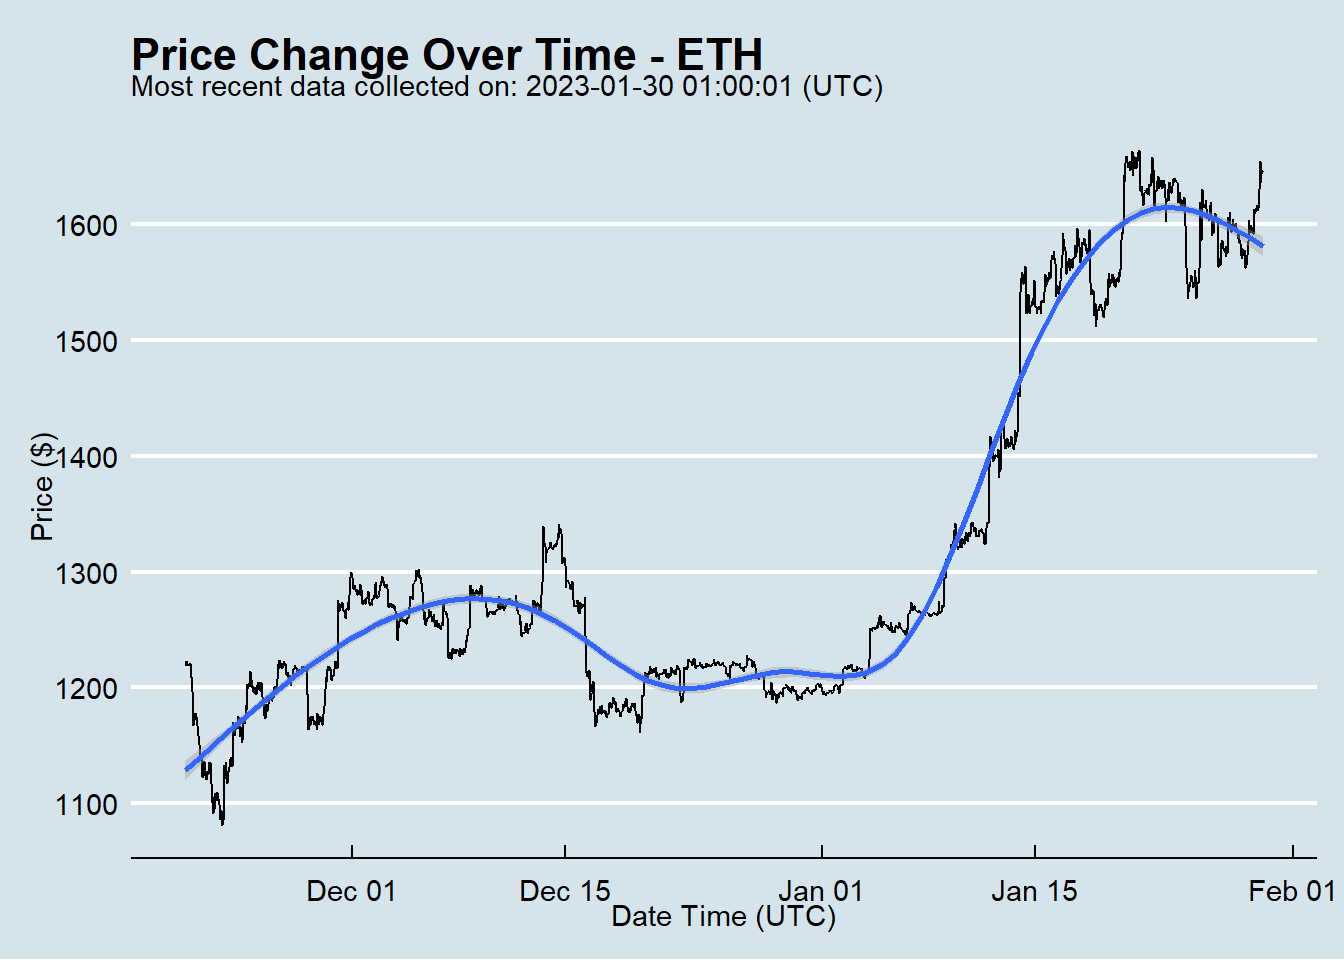 Price Change Over Time - ETH
Most recent data collected on: 2023-01-30 01:00:01 (UTC)
Price ($)
1600
1500
1400
1300
1200
1100
Dec 01
Dec 15
Jan 01
Jan 15
Feb 01
Date Time (UTC)